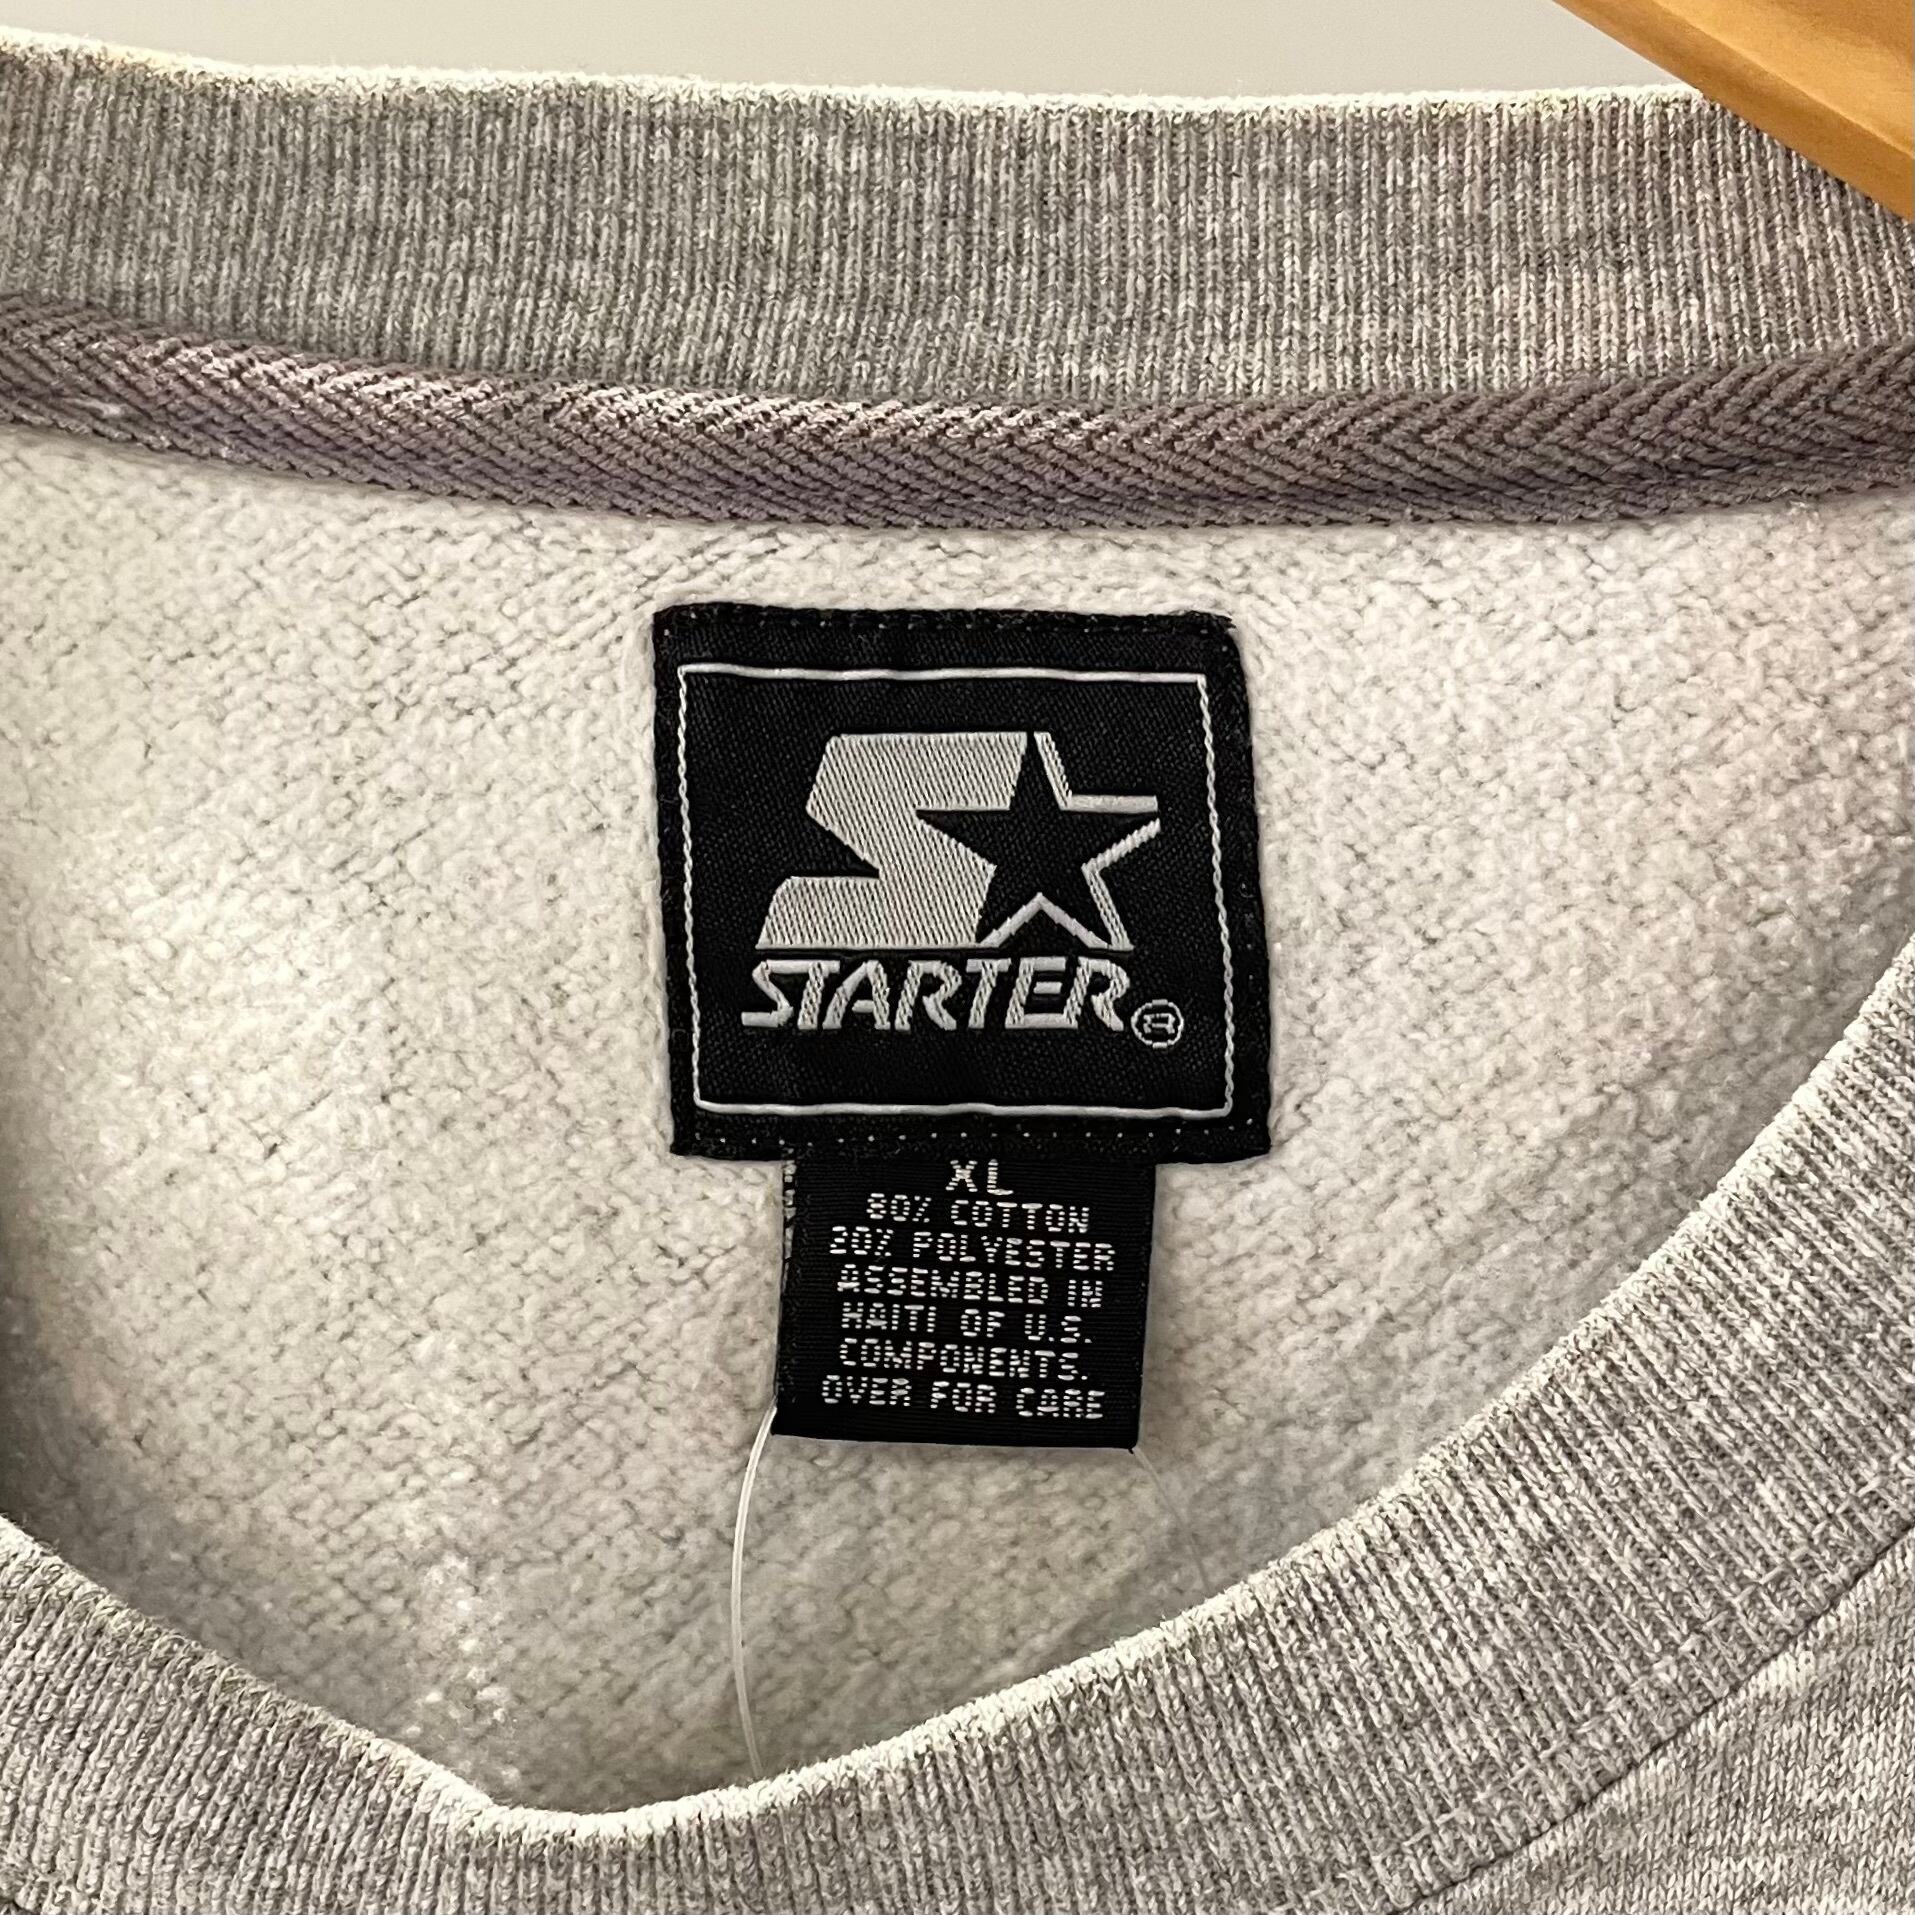 STARTER®
XL
80% COTTON
20% POLYESTER
ASSEMBLED IN
HAITI OF U.S.
COMPONENTS.
OVER FOR CARE